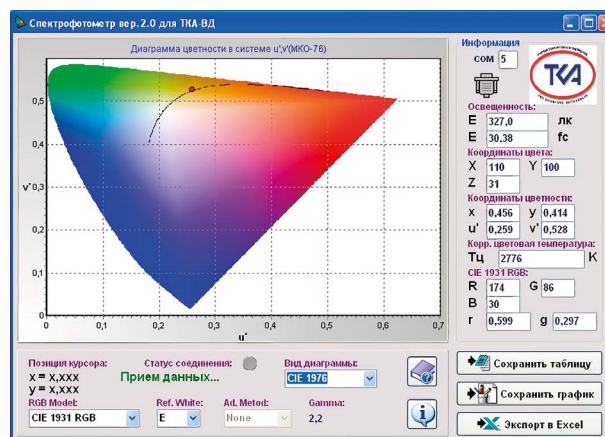 Спектрофотометр вер.2.0 для ТКА-ВД
Диаграмма цветности в системе u',v'(МКО-76)
0,5
0,4
v' 0,3
0,2
0,1
0
0 0,1 0,2 0,3 0,4 0,5 0,6 0,7
u'
Информация
COM 5
ТКА
Освещенность:
E 327,0 лк
E 30,38 fc
Координаты цвета:
X 110 Y 100
Z 31
Координаты цветности:
x 0,456 y 0,414
u' 0,259 v' 0,528
Корр. цветовая температура:
Тц 2776 K
CIE 1931 RGB:
R 174 G 86
B 30
r 0,599 g 0,297
Позиция курсора:
x = x,xxx
y = x,xxx
Статус соединения:
Прием данных...
Вид диаграммы:
CIE 1976
RGB Model:
CIE 1931 RGB
Ref. White:
E
Ad. Metod:
None
Gamma:
2,2
Сохранить таблицу
Сохранить график
Экспорт в Excel